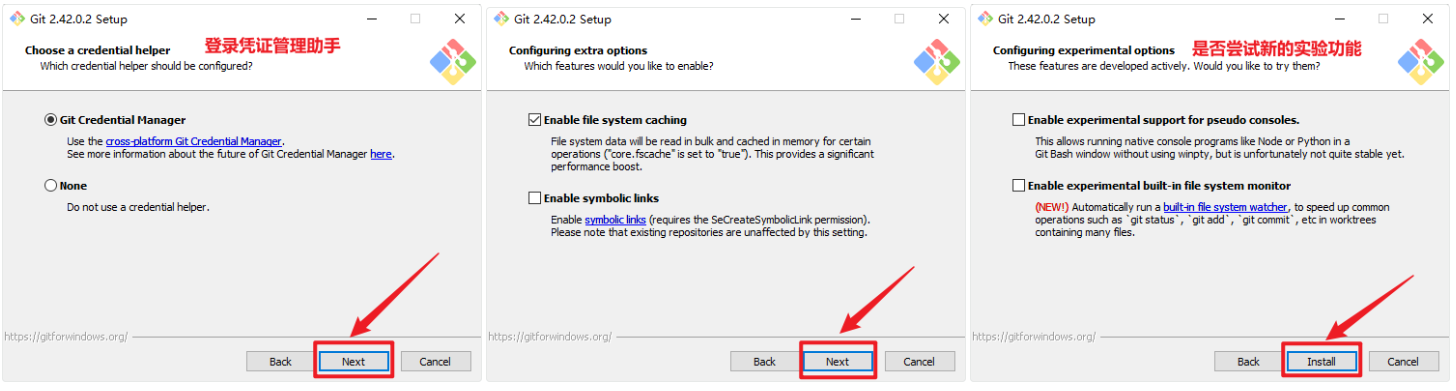 Git 2.42.0.2 Setup
Choose a credential helper 登录凭证管理助手
Which credential helper should be configured?
Git Credential Manager
Use the cross-platform Git Credential Manager.
See more information about the future of Git Credential Manager here.
None
Do not use a credential helper.
https://gitforwindows.org/
Back Next Cancel
Git 2.42.0.2 Setup
Configuring extra options
Which features would you like to enable?
Enable file system caching
File system data will be read in bulk and cached in memory for certain
operations ("core.fscache" is set to "true"). This provides a significant
performance boost.
Enable symbolic links
Enable symbolic links (requires the SeCreateSymbolicLink permission).
Please note that existing repositories are unaffected by this setting.
https://gitforwindows.org/
Back Next Cancel
Git 2.42.0.2 Setup
Configuring experimental options 是否尝试新的实验功能
These features are developed actively. Would you like to try them?
Enable experimental support for pseudo consoles.
This allows running native console programs like Node or Python in a
Git Bash window without using winpty, but is unfortunately not quite stable yet.
Enable experimental built-in file system monitor
(NEW!) Automatically run a built-in file system watcher, to speed up common
operations such as `git status`, `git add`, `git commit`, etc in worktrees
containing many files.
https://gitforwindows.org/
Back Install Cancel